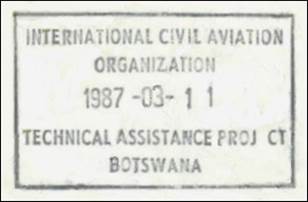 INTERNATIONAL CIVIL AVIATION
ORGANIZATION
1987 -03- 1 1
TECHNICAL ASSISTANCE PROJ CT
BOTSWANA